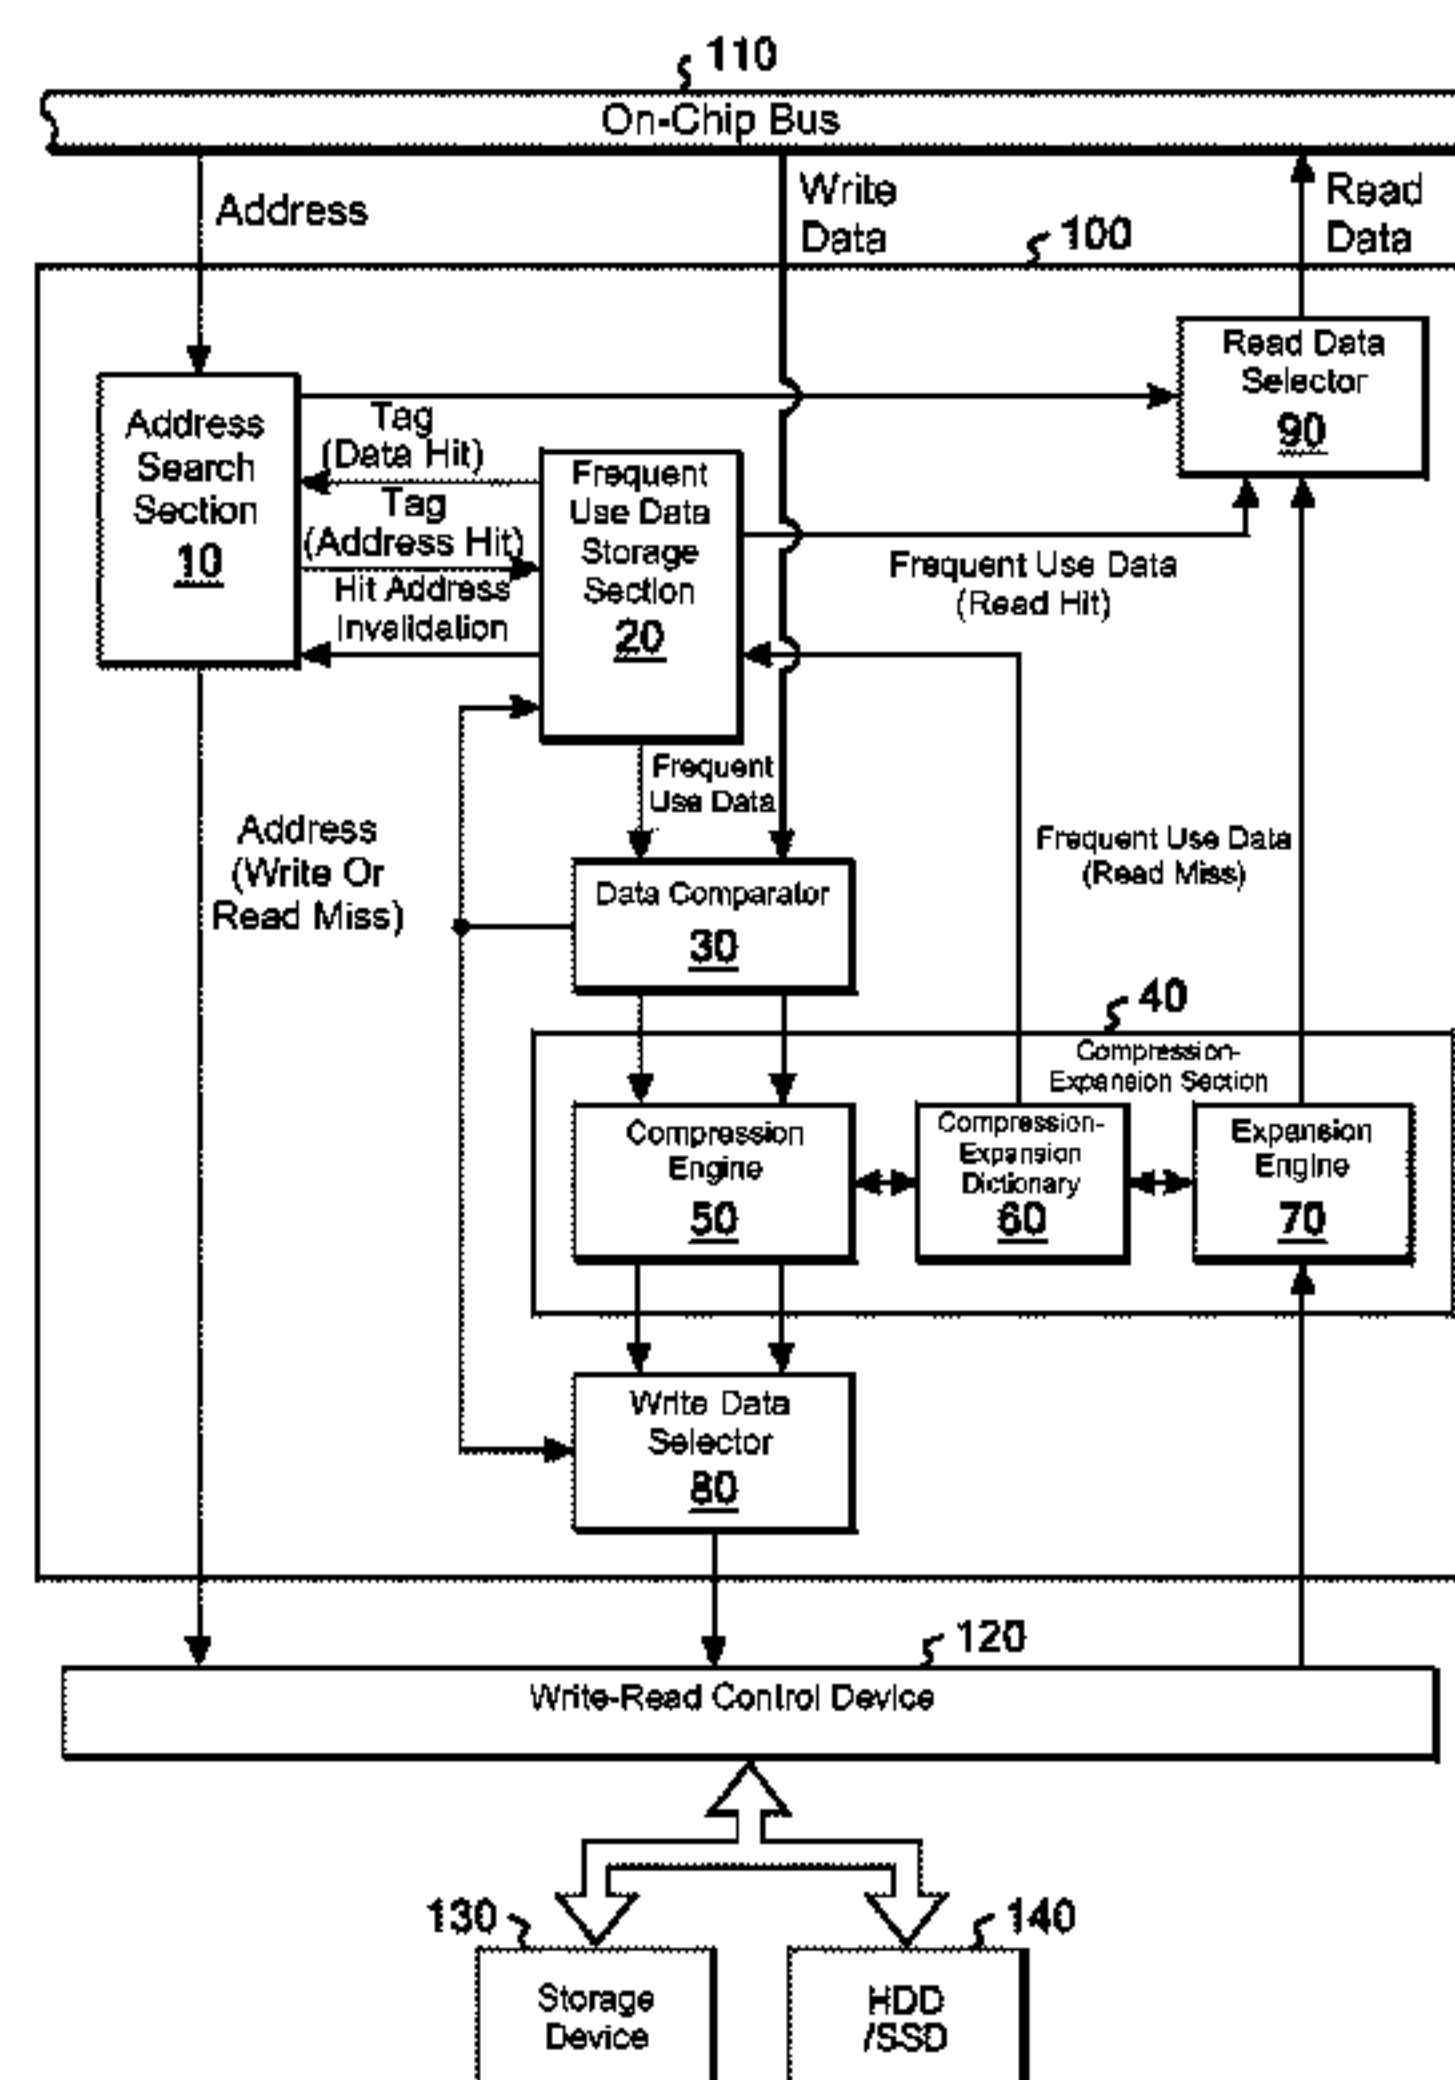 110
On-Chip Bus
Address
Write
Data
Read
Data
100
Read Data
Selector
90
Address
Search
Section
10
Tag
(Data Hit)
Tag
(Address Hit)
Hit Address
Invalidation
Frequent
Use Data
Storage
Section
20
Frequent Use Data
(Read Hit)
Frequent
Use Data
Address
(Write Or
Read Miss)
Frequent Use Data
(Read Miss)
Data Comparator
30
40
Compression-
Expansion Section
Compression
Engine
50
Compression-
Expansion
Dictionary
60
Expansion
Engine
70
Write Data
Selector
80
120
Write-Read Control Device
130
140
Storage
Device
HDD
/SSD